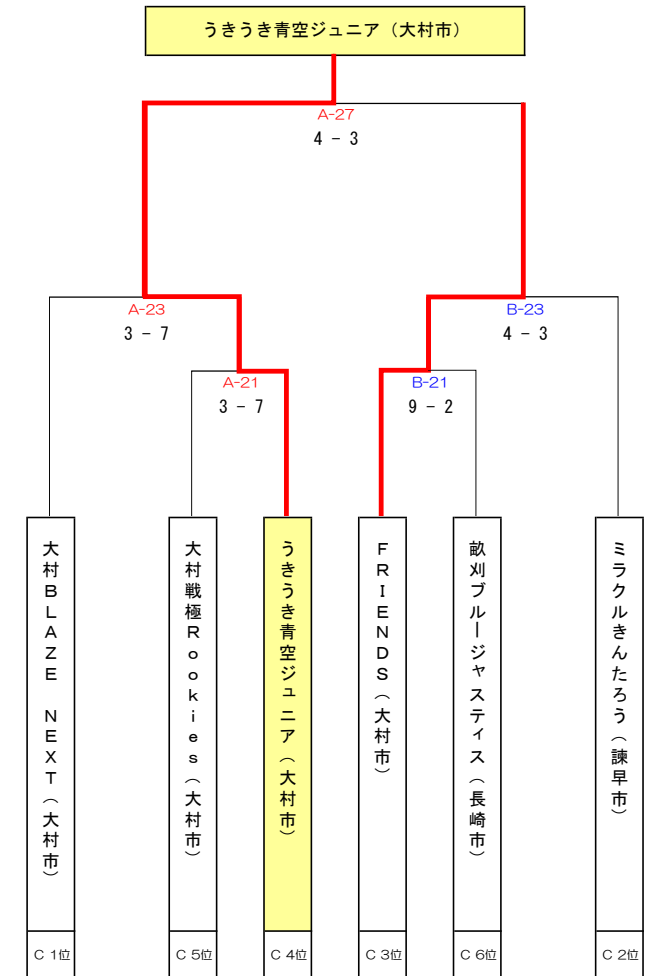 うきうき青空ジュニア（大村市）
A-27
4 － 3
A-23
3 － 7
B-23
4 － 3
A-21
3 － 7
B-21
9 － 2
大村BLAZE NEXT（大村市）
大村戦極Rookies（大村市）
うきうき青空ジュニア（大村市）
FRIENDS（大村市）
畝刈ブルージャスティス（長崎市）
ミラクルきんたろう（諫早市）
C 1位
C 5位
C 4位
C 3位
C 6位
C 2位